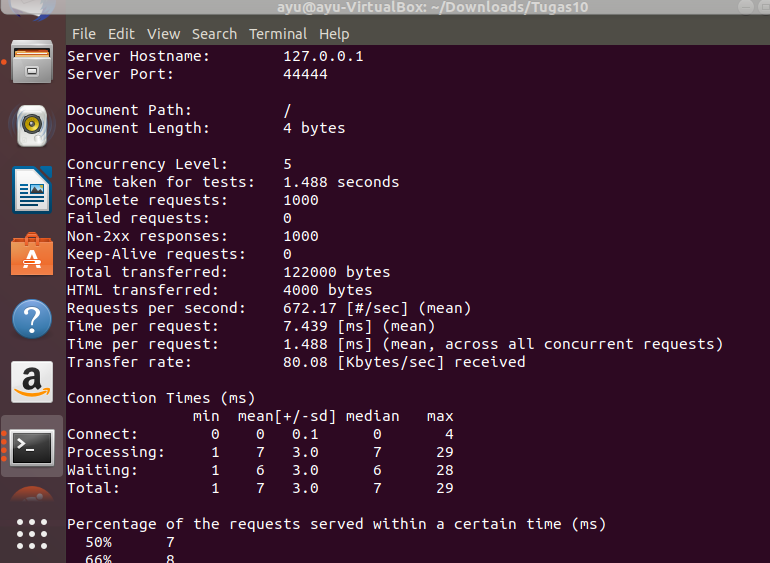 ayu@ayu-VirtualBox: ~/Downloads/Tugas10
File Edit View Search Terminal Help
Server Hostname: 127.0.0.1
Server Port: 44444
Document Path: /
Document Length: 4 bytes
Concurrency Level: 5
Time taken for tests: 1.488 seconds
Complete requests: 1000
Failed requests: 0
Non-2xx responses: 1000
Keep-Alive requests: 0
Total transferred: 122000 bytes
HTML transferred: 4000 bytes
Requests per second: 672.17 [#/sec] (mean)
Time per request: 7.439 [ms] (mean)
Time per request: 1.488 [ms] (mean, across all concurrent requests)
Transfer rate: 80.08 [Kbytes/sec] received
Connection Times (ms)
min mean[+/-sd] median max
Connect: 0 0 0.1 0 4
Processing: 1 7 3.0 7 29
Waiting: 1 6 3.0 6 28
Total: 1 7 3.0 7 29
Percentage of the requests served within a certain time (ms)
50% 7
66% 8